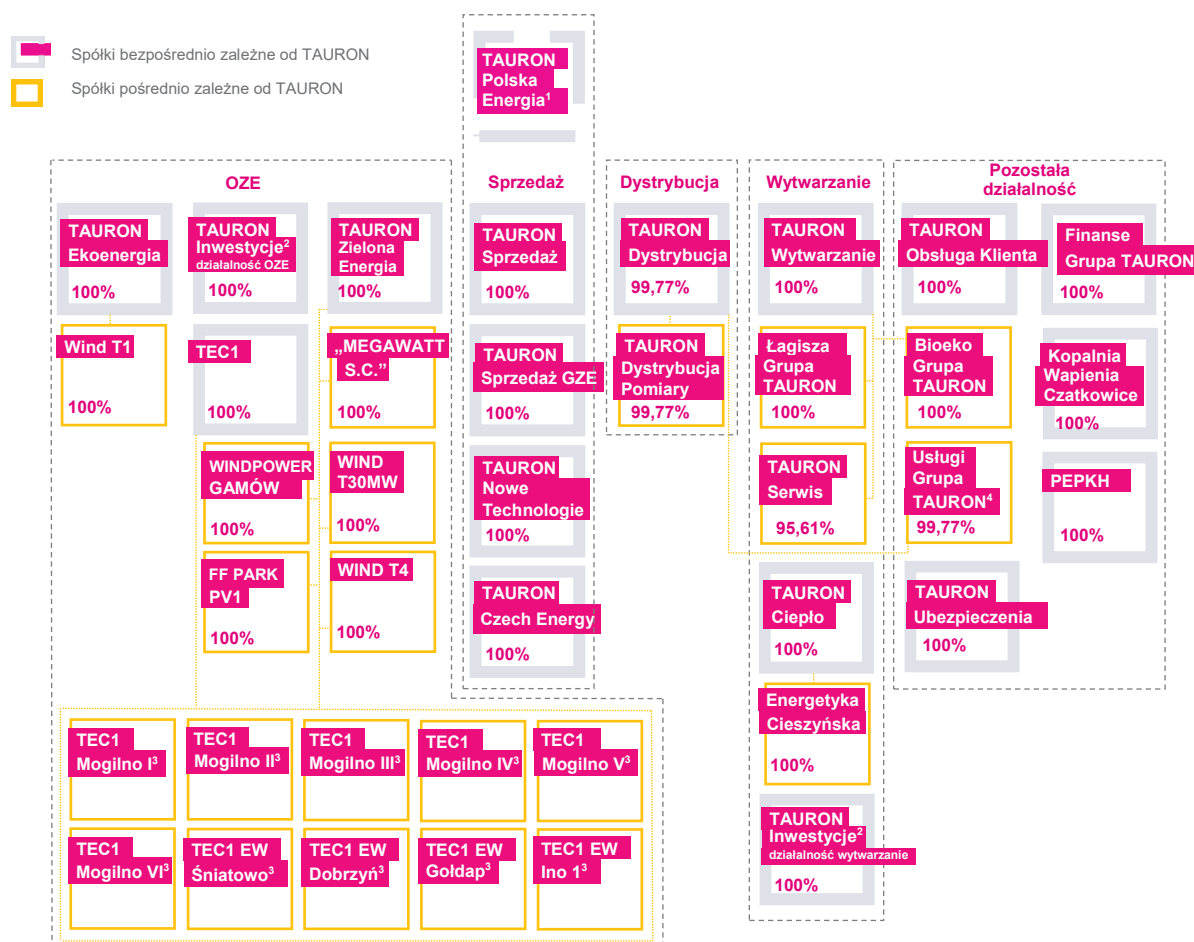 Spółki bezpośrednio zależne od TAURON
Spółki pośrednio zależne od TAURON
TAURON
Polska
Energia¹
OZE
Sprzedaż
Dystrybucja
Wytwarzanie
Pozostała
działalność
TAURON
Ekoenergia
100%
TAURON
Inwestycje²
działalność OZE
100%
TAURON
Zielona
Energia
100%
TAURON
Sprzedaż
100%
TAURON
Dystrybucja
99,77%
TAURON
Wytwarzanie
100%
TAURON
Obsługa Klienta
100%
Finanse
Grupa TAURON
100%
Wind T1
100%
TEC1
100%
„MEGAWATT
S.C.”
100%
TAURON
Sprzedaż GZE
100%
TAURON
Dystrybucja
Pomiary
99,77%
Łagisza
Grupa
TAURON
100%
Bioeko
Grupa
TAURON
100%
Kopalnia
Wapienia
Czatkowice
100%
WINDPOWER
GAMÓW
100%
WIND
T30MW
100%
TAURON
Nowe
Technologie
100%
TAURON
Serwis
95,61%
Usługi
Grupa
TAURON⁴
99,77%
PEPKH
100%
FF PARK
PV1
100%
WIND T4
100%
TAURON
Czech Energy
100%
TAURON
Ciepło
100%
TAURON
Ubezpieczenia
100%
Energetyka
Cieszyńska
100%
TAURON
Inwestycje²
działalność wytwarzanie
100%
TEC1
Mogilno I³
TEC1
Mogilno II³
TEC1
Mogilno III³
TEC1
Mogilno IV³
TEC1
Mogilno V³
TEC1
Mogilno VI³
TEC1 EW
Śniatowo³
TEC1 EW
Dobrzyń³
TEC1 EW
Gołdap³
TEC1 EW
Ino 1³